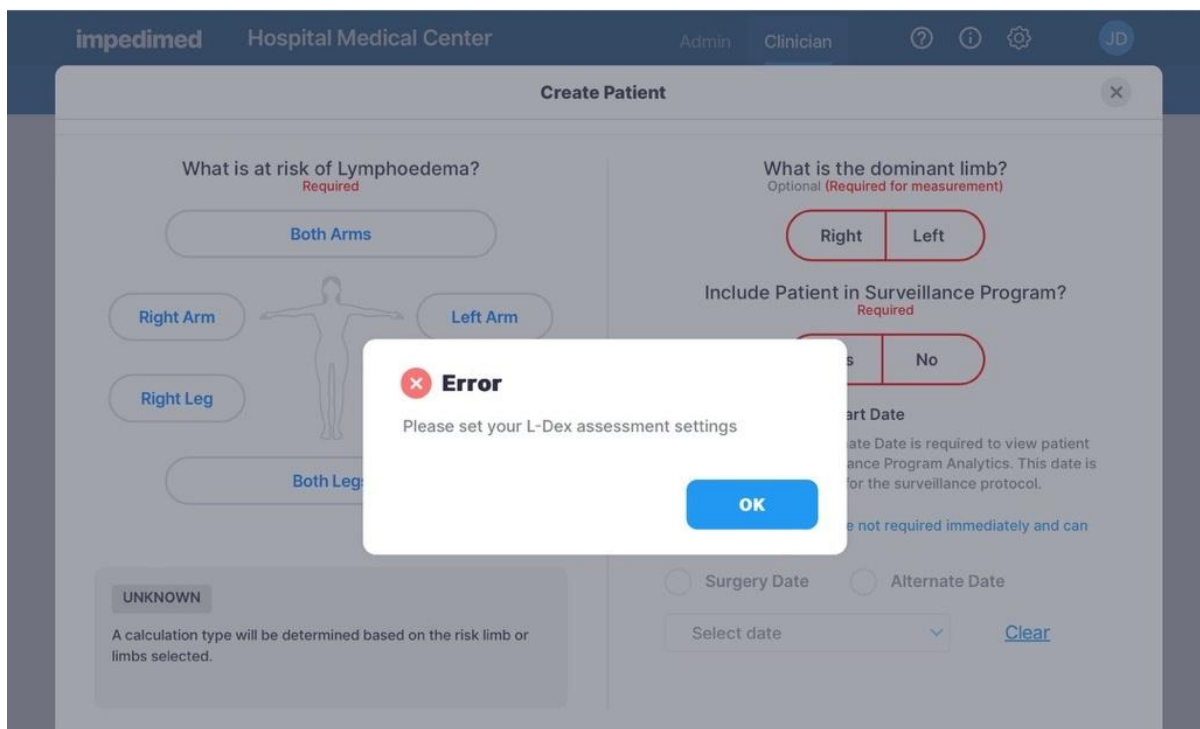 impedimed Hospital Medical Center Admin Clinician JD
Create Patient
What is at risk of Lymphoedema?
Required
Both Arms
Right Arm
Left Arm
Right Leg
Both Leg
UNKNOWN
A calculation type will be determined based on the risk limb or
limbs selected.
What is the dominant limb?
Optional (Required for measurement)
Right Left
Include Patient in Surveillance Program?
Required
s No
art Date
ate Date is required to view patient
ance Program Analytics. This date is
for the surveillance protocol.
e not required immediately and can
Surgery Date Alternate Date
Select date Clear
Error
Please set your L-Dex assessment settings
OK